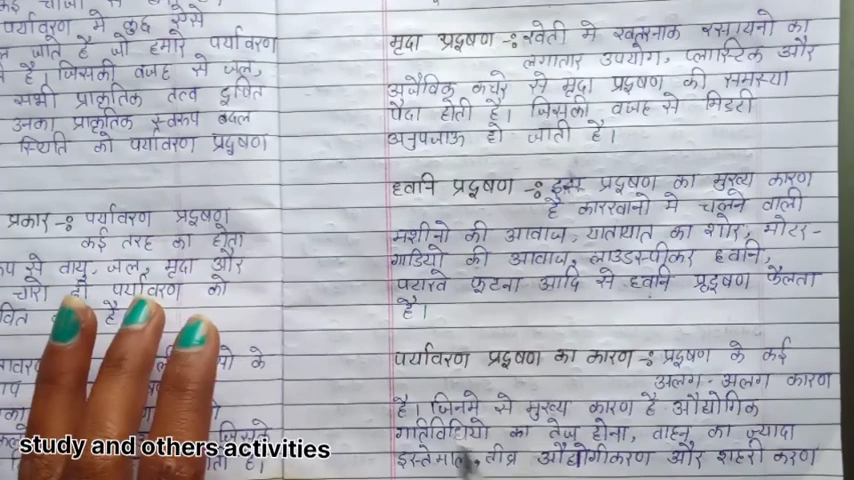 पर्यावरण में कुछ ऐसे
जाते है जो हमारे पर्यावरण
है। जिसकी वजह से जल,
सभी प्राकृतिक तत्व दूषित
उनका प्राकृतिक स्वरूप बदल
स्थिति को पर्यावरण प्रदूषण
प्रकार -: पर्यावरण प्रदूषण
कई तरह का होता
से वायु, जल, मृदा और
चारो पर्यावरण को
है
के
जिसके
है।
मृदा प्रदूषण -: खेती मे खतरनाक रसायनो का
लगातार उपयोग, प्लास्टिक और
अजैविक कचरे से मृदा प्रदूषण की समस्या
पैदा होती है। जिसकी वजह से मिडटी
अनुपजाऊ हो जाती है।
ध्वनि प्रदूषण -: इस प्रदूषण का मुख्य कारण
है कारखानो मे चलने वाली
मशीनो की आवाज, यातायात का शोर, मोटर-
गाडियो की आवाज, लाउडस्पीकर ध्वनि,
पटाखे फूटना आदि से ध्वनि प्रदूषण फैलता
है।
पर्यावरण प्रदूषण का कारण -: प्रदूषण के कई
अलग - अलग कारण
है। जिनमे से मुख्य कारण है औद्योगिक
गतिविधियो का तेज होना, वाहन का ज्यादा
इस्तेमाल, तीव्र औद्योगीकरण और शहरी करण
study and others activities